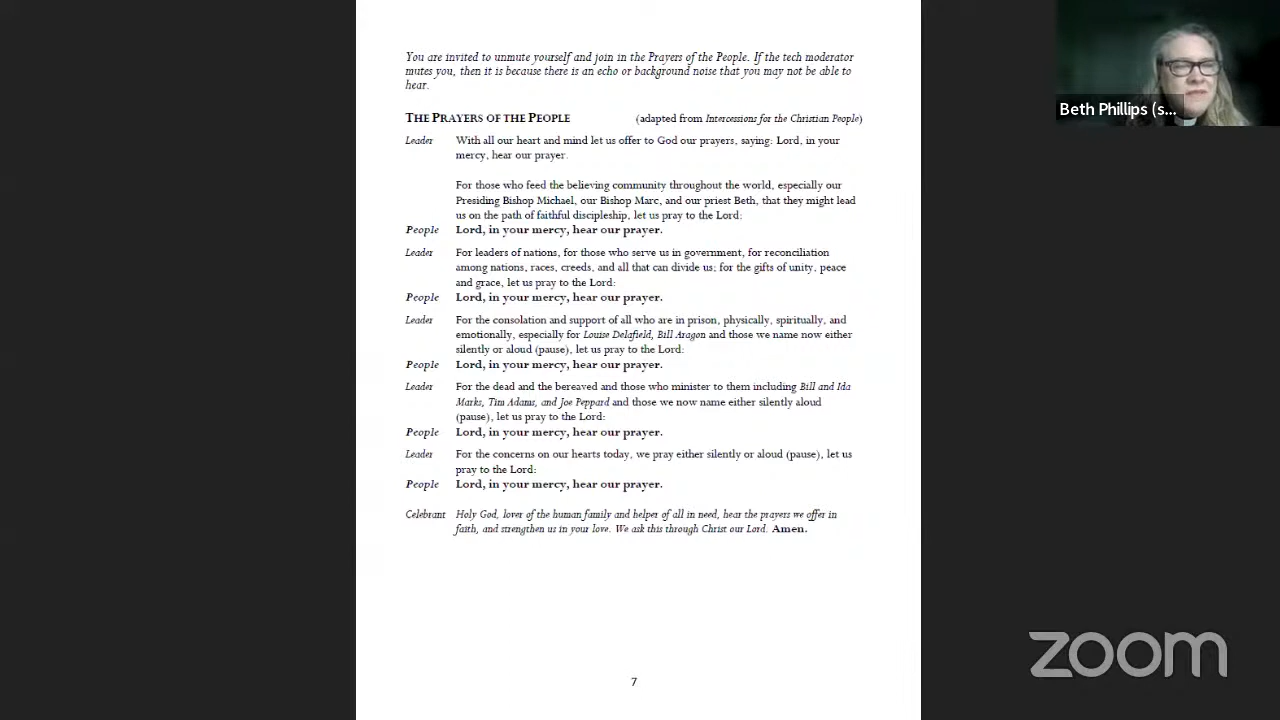 You are invited to unmute yourself and join in the Prayers of the People. If the tech moderator
mutes you, then it is because there is an echo or background noise that you may not be able to
hear.
THE PRAYERS OF THE PEOPLE (adapted from Intercessions for the Christian People)
Leader With all our heart and mind let us offer to God our prayers, saying: Lord, in your
mercy, hear our prayer.
For those who feed the believing community throughout the world, especially our
Presiding Bishop Michael, our Bishop Marc, and our priest Beth, that they might lead
us on the path of faithful discipleship, let us pray to the Lord:
People Lord, in your mercy, hear our prayer.
Leader For leaders of nations, for those who serve us in government, for reconciliation
among nations, races, creeds, and all that can divide us; for the gifts of unity, peace
and grace, let us pray to the Lord:
People Lord, in your mercy, hear our prayer.
Leader For the consolation and support of all who are in prison, physically, spiritually, and
emotionally, especially for Louise Delafield, Bill Aragon and those we name now either
silently or aloud (pause), let us pray to the Lord:
People Lord, in your mercy, hear our prayer.
Leader For the dead and the bereaved and those who minister to them including Bill and Ida
Marks, Tim Adams, and Joe Peppard and those we now name either silently aloud
(pause), let us pray to the Lord:
People Lord, in your mercy, hear our prayer.
Leader For the concerns on our hearts today, we pray either silently or aloud (pause), let us
pray to the Lord:
People Lord, in your mercy, hear our prayer.
Celebrant Holy God, lover of the human family and helper of all in need, hear the prayers we offer in
faith, and strengthen us in your love. We ask this through Christ our Lord. Amen.
7
Beth Phillips (s...
zoom